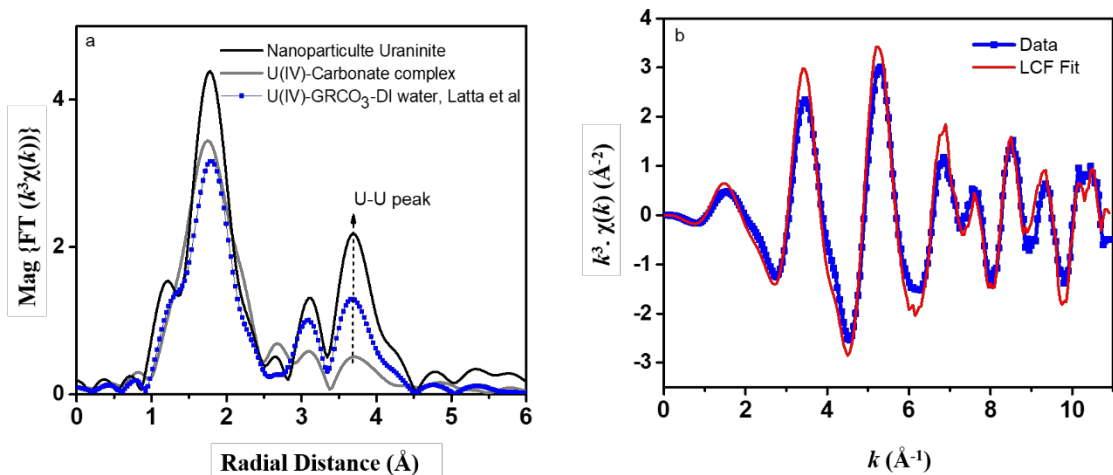 a
Nanoparticulte Uraninite
U(IV)-Carbonate complex
U(IV)-GRCO₃-DI water, Latta et al
U-U peak
4
2
0
0 1 2 3 4 5 6
Mag {FT (k³χ(k))}
Radial Distance (Å)
b
Data
LCF Fit
4
3
2
1
0
-1
-2
-3
0 2 4 6 8 10
k³. χ(k) (Å⁻²)
k (Å⁻¹)